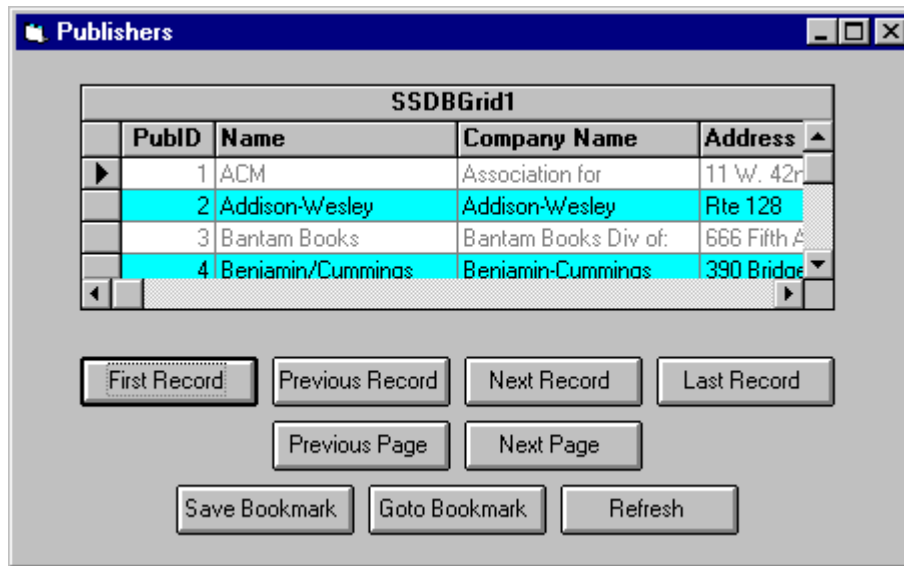 Publishers
SSDBGrid1
PubID Name Company Name Address
1 ACM Association for 11 W. 42n
2 Addison-Wesley Addison-Wesley Rte 128
3 Bantam Books Bantam Books Div of: 666 Fifth A
4 Benjamin/Cummings Benjamin-Cummings 390 Bridge
First Record Previous Record Next Record Last Record
Previous Page Next Page
Save Bookmark Goto Bookmark Refresh